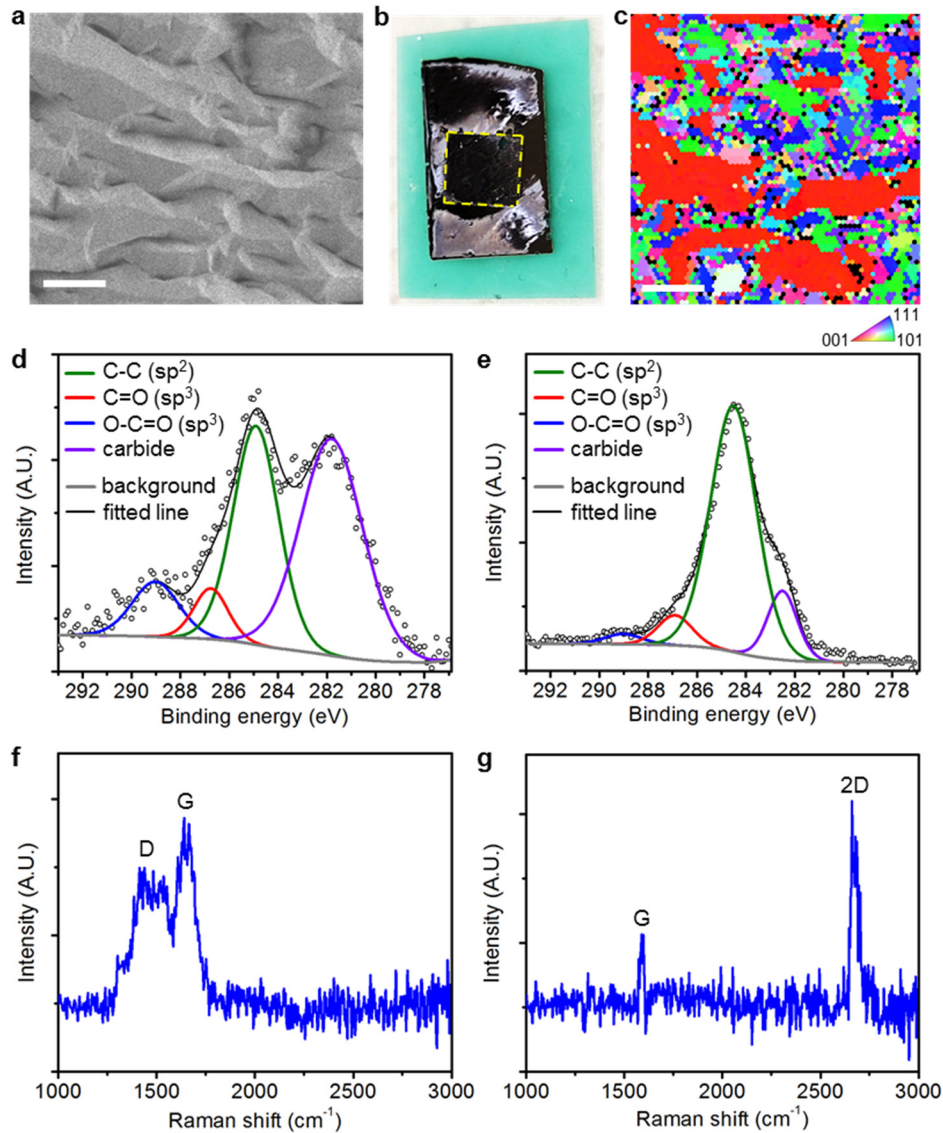 a
b
c
111
001
101
d
C-C (sp2)
C=O (sp3)
O-C=O (sp3)
carbide
background
fitted line
Intensity (A.U.)
292 290 288 286 284 282 280 278
Binding energy (eV)
e
C-C (sp2)
C=O (sp3)
O-C=O (sp3)
carbide
background
fitted line
Intensity (A.U.)
292 290 288 286 284 282 280 278
Binding energy (eV)
f
D
G
Intensity (A.U.)
1000 1500 2000 2500 3000
Raman shift (cm-1)
g
G
2D
Intensity (A.U.)
1000 1500 2000 2500 3000
Raman shift (cm-1)